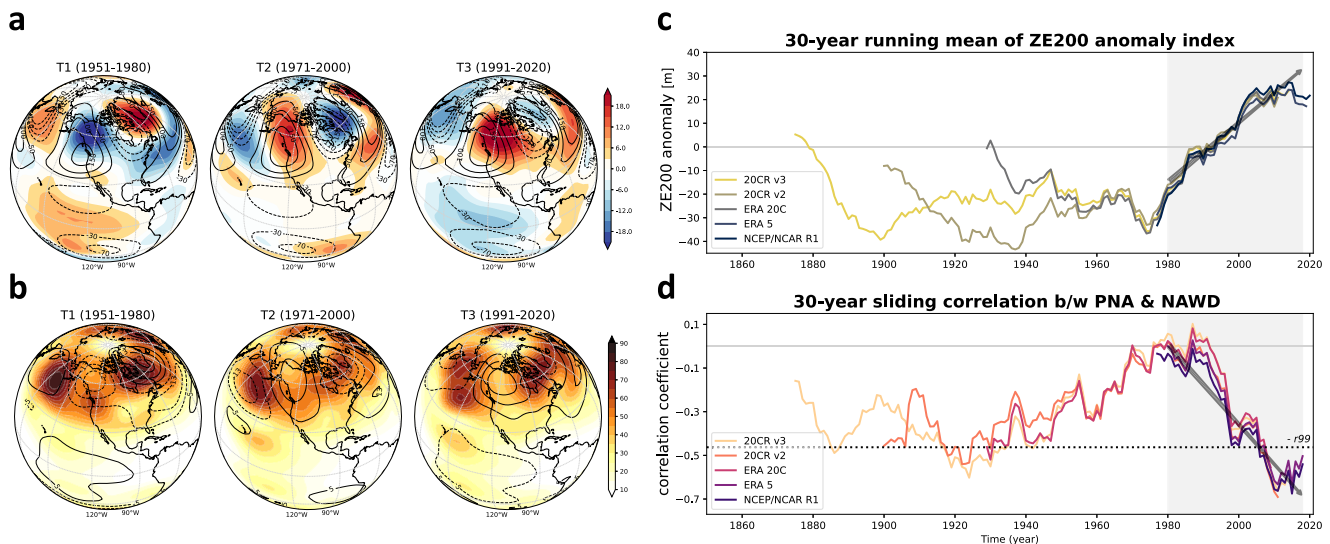 a
T1 (1951-1980)
T2 (1971-2000)
T3 (1991-2020)
120°W 90°W
120°W 90°W
120°W 90°W
18.0
12.0
6.0
0.0
-6.0
-12.0
-18.0
b
T1 (1951-1980)
T2 (1971-2000)
T3 (1991-2020)
120°W 90°W
120°W 90°W
120°W 90°W
90
80
70
60
50
40
30
20
10
c
30-year running mean of ZE200 anomaly index
ZE200 anomaly [m]
40
30
20
10
0
−10
−20
−30
−40
20CR v3
20CR v2
ERA 20C
ERA 5
NCEP/NCAR R1
1860 1880 1900 1920 1940 1960 1980 2000 2020
d
30-year sliding correlation b/w PNA & NAWD
correlation coefficient
0.1
−0.1
−0.3
−0.5
−0.7
- r99
20CR v3
20CR v2
ERA 20C
ERA 5
NCEP/NCAR R1
1860 1880 1900 1920 1940 1960 1980 2000 2020
Time (year)